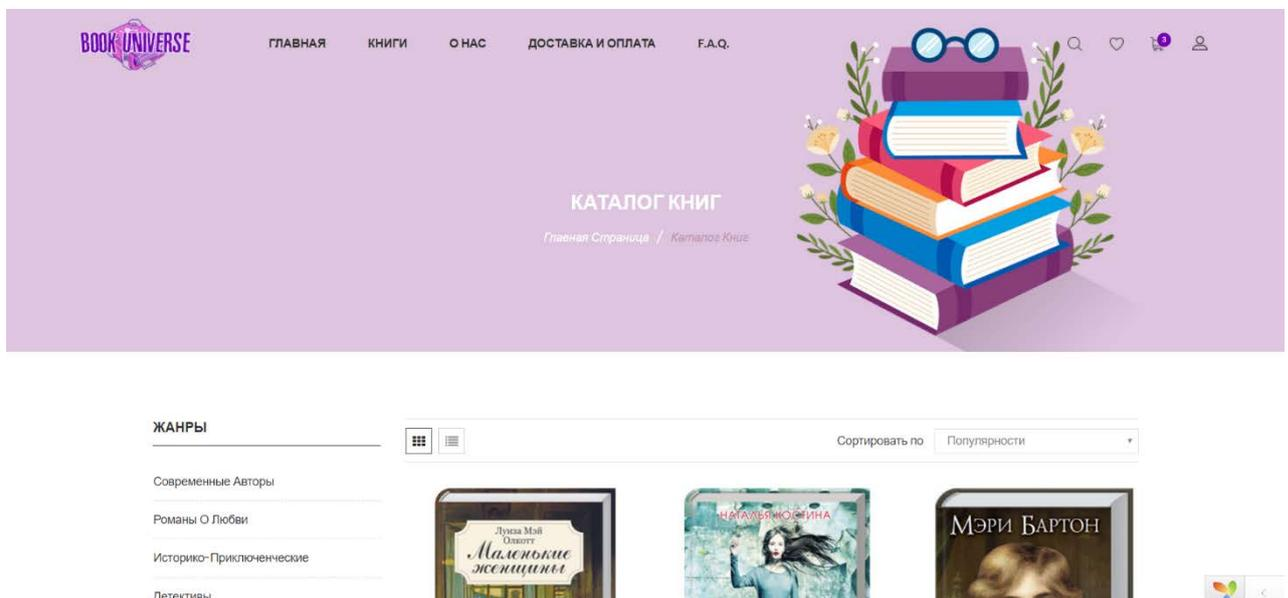 BOOK UNIVERSE
ГЛАВНАЯ КНИГИ О НАС ДОСТАВКА И ОПЛАТА F.A.Q. 3
КАТАЛОГ КНИГ
Главная Страница / Каталог Книг
ЖАНРЫ
Сортировать по Популярности
Современные Авторы
Романы О Любви
Историко-Приключенческие
Детективы
Луиза Мэй
Олкотт
Маленькие
женщины
НАТАЛЬЯ КОСТИНА
МЭРИ БАРТОН